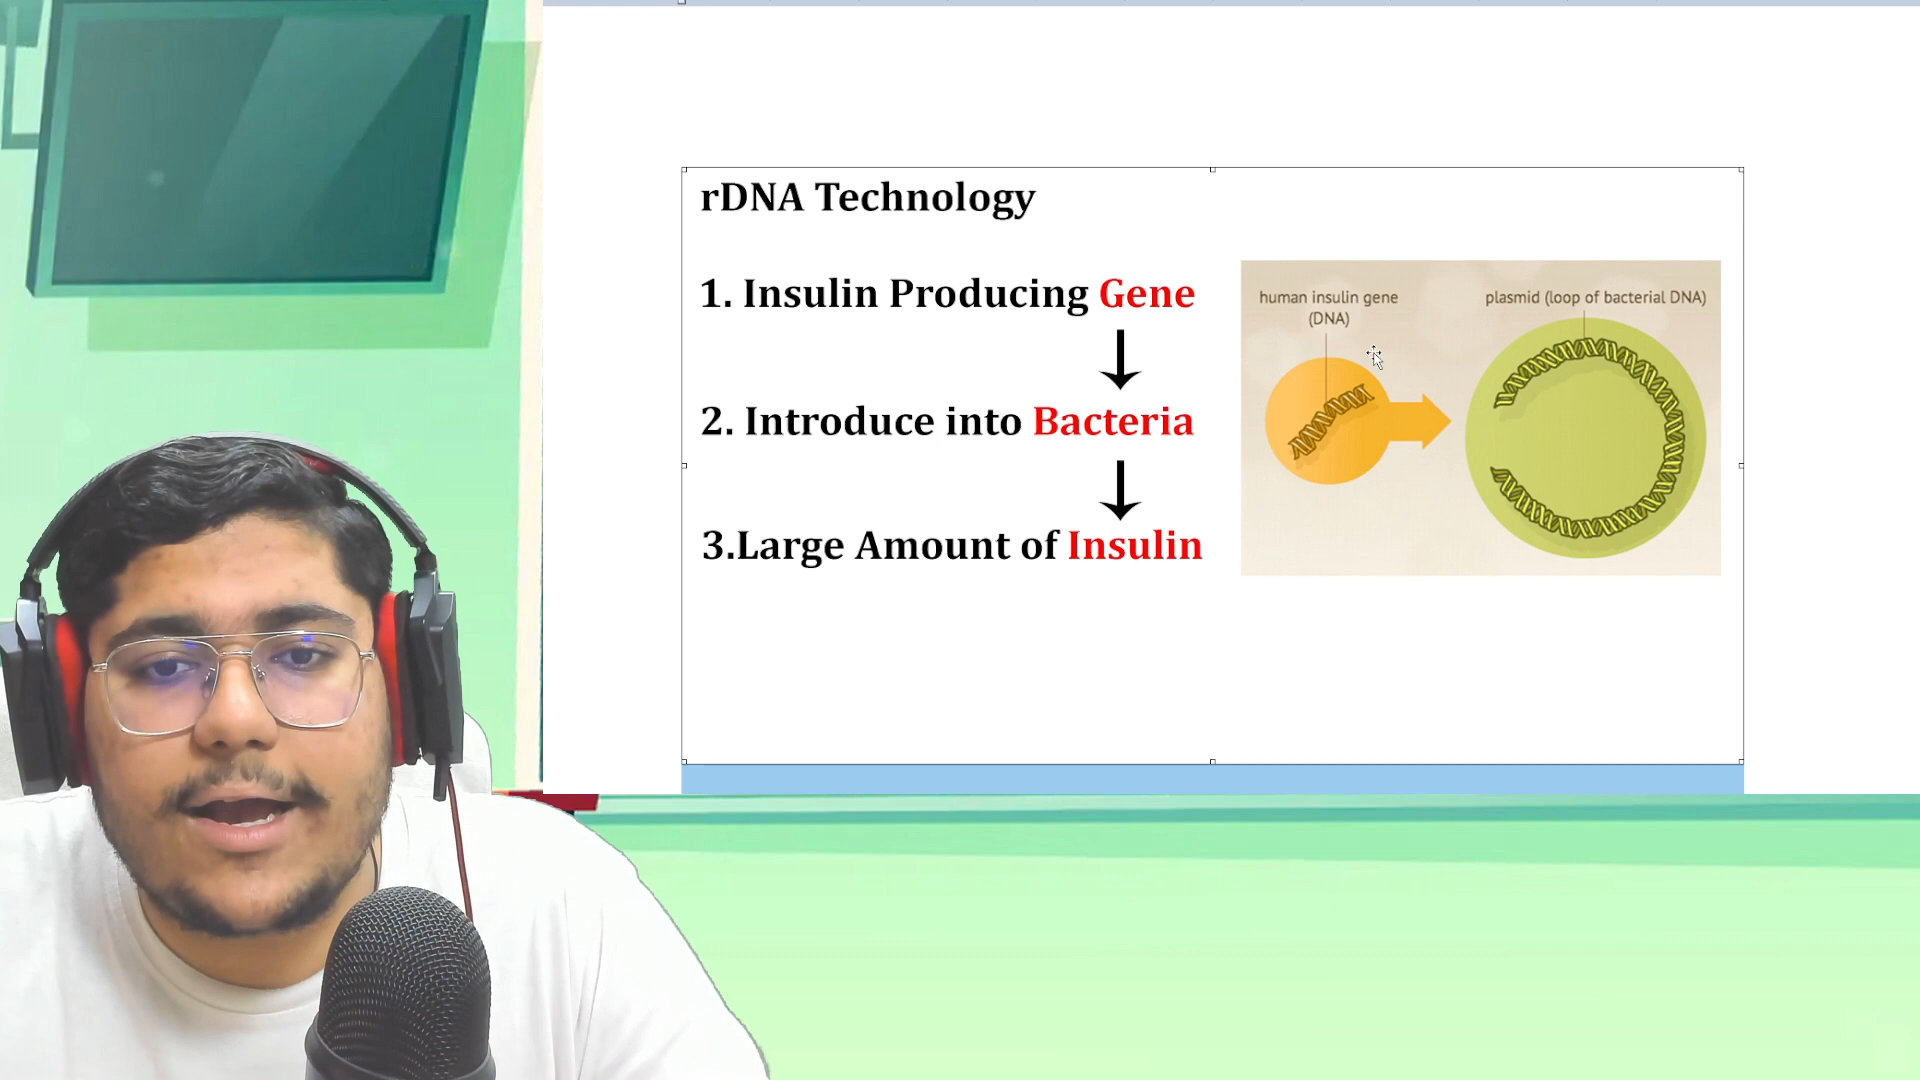 rDNA Technology
1. Insulin Producing Gene
2. Introduce into Bacteria
3.Large Amount of Insulin
human insulin gene
(DNA)
plasmid (loop of bacterial DNA)